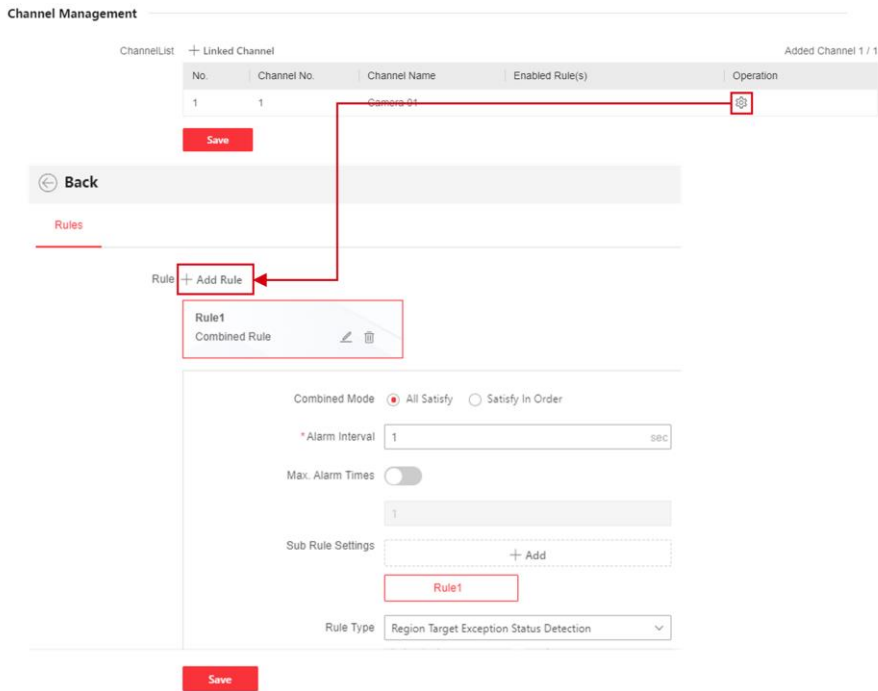 Channel Management
ChannelList + Linked Channel Added Channel 1 / 1
No. Channel No. Channel Name Enabled Rule(s) Operation
1 1 Camera 01
Save
Back
Rules
Rule + Add Rule
Rule1
Combined Rule
Combined Mode All Satisfy Satisfy In Order
* Alarm Interval 1 sec
Max. Alarm Times
1
Sub Rule Settings + Add
Rule1
Rule Type Region Target Exception Status Detection
Save